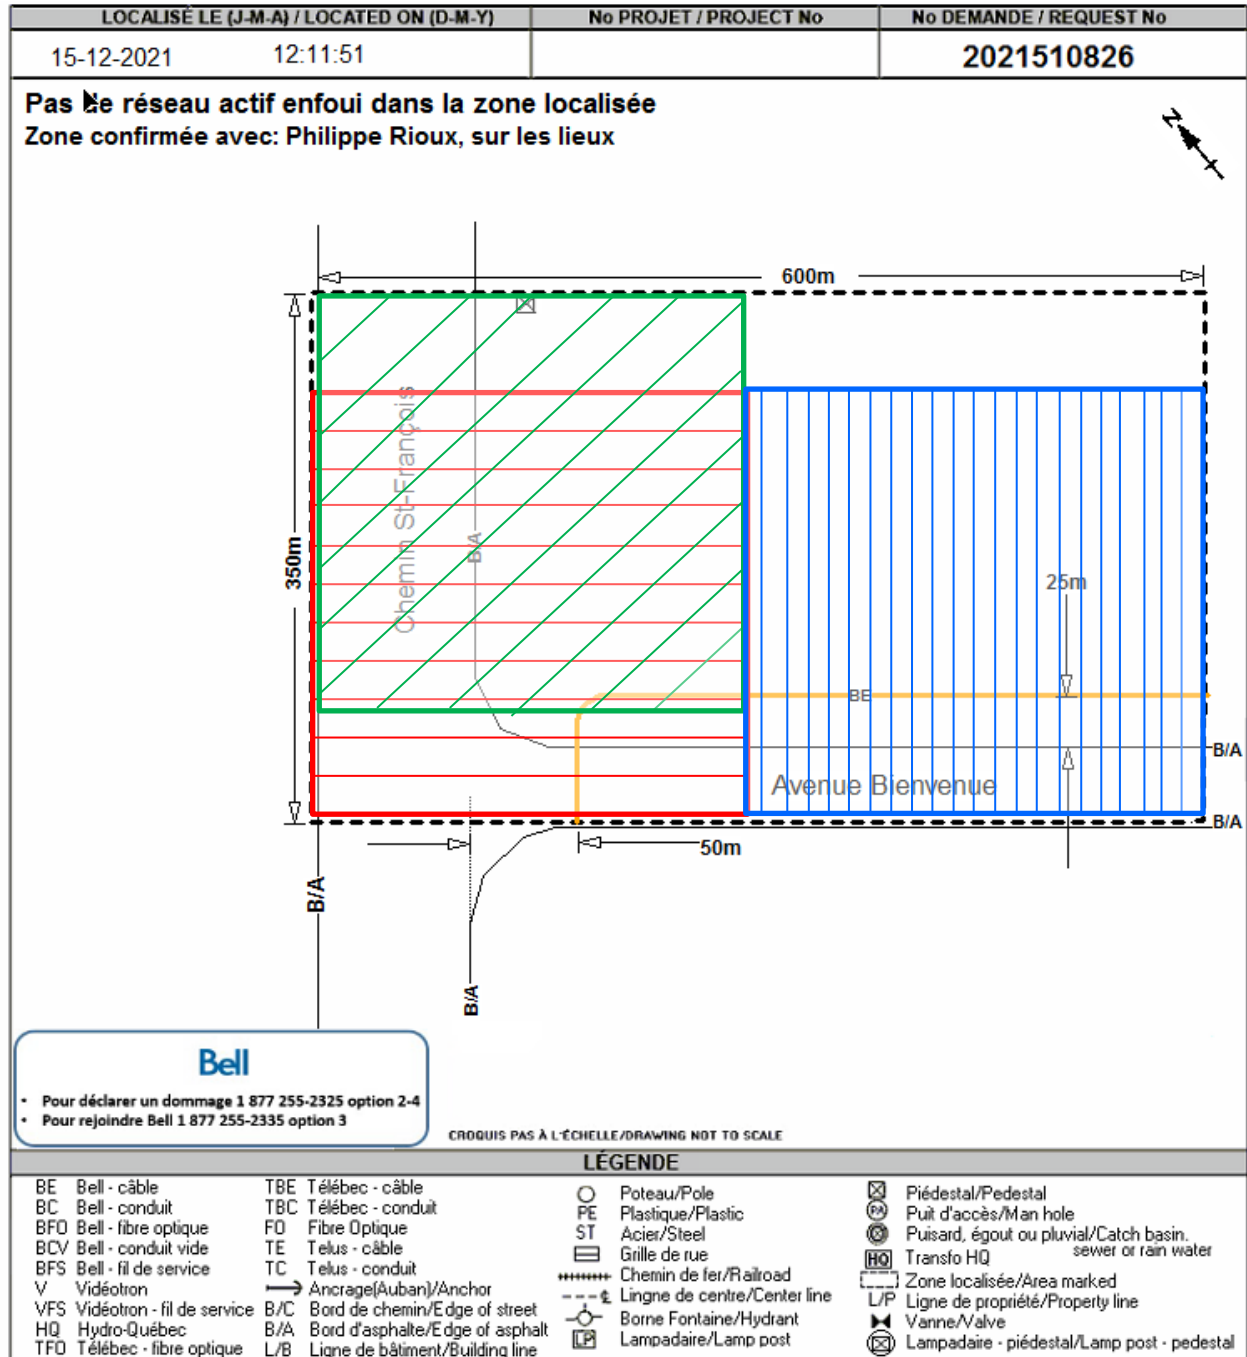 LOCALISÉ LE (J-M-A) / LOCATED ON (D-M-Y)
No PROJET / PROJECT No
No DEMANDE / REQUEST No
15-12-2021 12:11:51
2021510826
Pas de réseau actif enfoui dans la zone localisée
Zone confirmée avec: Philippe Rioux, sur les lieux
N
600m
Chemin St-François
B/A
350m
25m
BE
B/A
Avenue Bienvenue
B/A
50m
B/A
B/A
Bell
• Pour déclarer un dommage 1 877 255-2325 option 2-4
• Pour rejoindre Bell 1 877 255-2335 option 3
CROQUIS PAS À L'ÉCHELLE/DRAWING NOT TO SCALE
LÉGENDE
BE Bell - câble
BC Bell - conduit
BFO Bell - fibre optique
BCV Bell - conduit vide
BFS Bell - fil de service
V Vidéotron
VFS Vidéotron - fil de service
HQ Hydro-Québec
TFO Télébec - fibre optique
TBE Télébec - câble
TBC Télébec - conduit
FO Fibre Optique
TE Telus - câble
TC Telus - conduit
Ancrage(Auban)/Anchor
B/C Bord de chemin/Edge of street
B/A Bord d'asphalte/Edge of asphalt
L/B Ligne de bâtiment/Building line
Poteau/Pole
PE Plastique/Plastic
ST Acier/Steel
Grille de rue
Chemin de fer/Railroad
Lingne de centre/Center line
Borne Fontaine/Hydrant
LP Lampadaire/Lamp post
Piédestal/Pedestal
PA Puit d'accès/Man hole
Puisard, égout ou pluvial/Catch basin.
sewer or rain water
HQ Transfo HQ
Zone localisée/Area marked
L/P Ligne de propriété/Property line
Vanne/Valve
Lampadaire - piédestal/Lamp post - pedestal